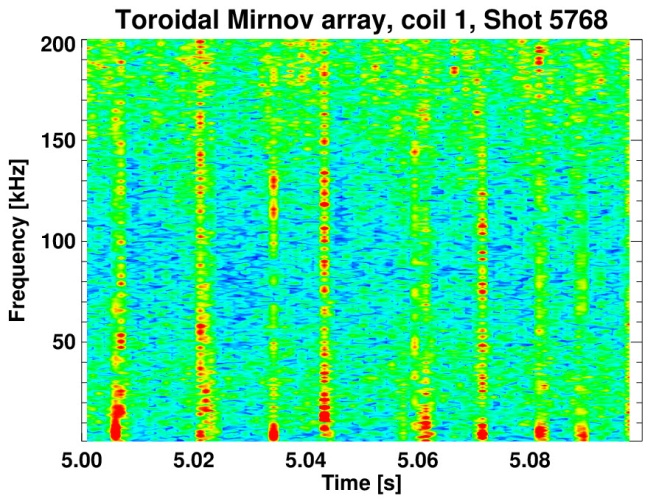 Toroidal Mirnov array, coil 1, Shot 5768
200
150
100
50
Frequency [kHz]
5.00 5.02 5.04 5.06 5.08
Time [s]